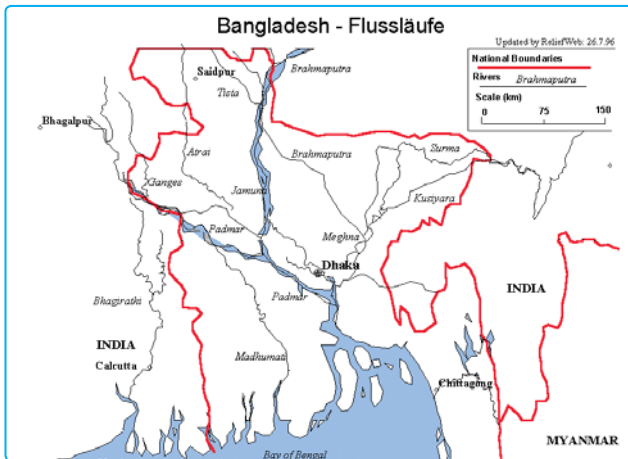 Bangladesh - Flussläufe
Updated by ReliefWeb: 26.7.96
National Boundaries
Rivers Brahmaputra
Scale (km)
0 75 150
Saidpur
Brahmaputra
Tista
Bhagalpur
Atrai
Brahmaputra
Surma
Ganges
Jamuna
Kusiyara
Padmar
Meghna
Dhaka
Bhagirathi
Padmar
INDIA
INDIA
Madhumati
Calcutta
Chittagong
MYANMAR
Bay of Bengal